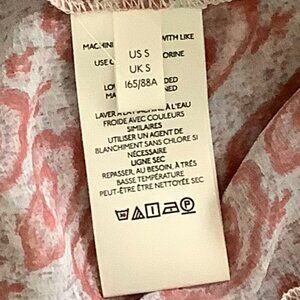 MACHINE WITH LIKE
US S
UK S
165/88A
LAVER À LA MACHINE À L'EAU
FROIDE AVEC COULEURS
SIMILAIRES
UTILISER UN AGENT DE
BLANCHIMENT SANS CHLORE SI
NÉCESSAIRE
LIGNE SEC
REPASSER, AU BESOIN, À TRÈS
BASSE TEMPÉRATURE
PEUT-ÊTRE ÊTRE NETTOYÉE SEC